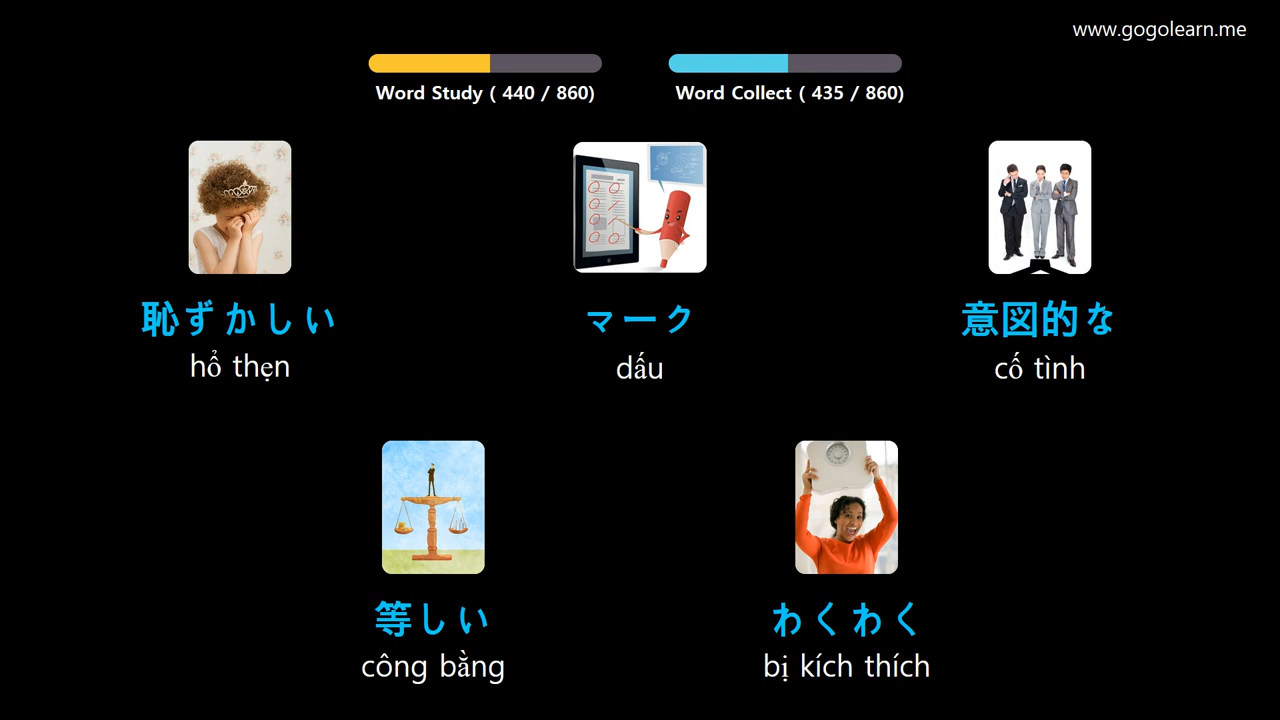 www.gogolearn.me
Word Study ( 440 / 860)
Word Collect ( 435 / 860)
恥ずかしい
hổ thẹn
マーク
dấu
意図的な
cố tình
等しい
công bằng
わくわく
bị kích thích